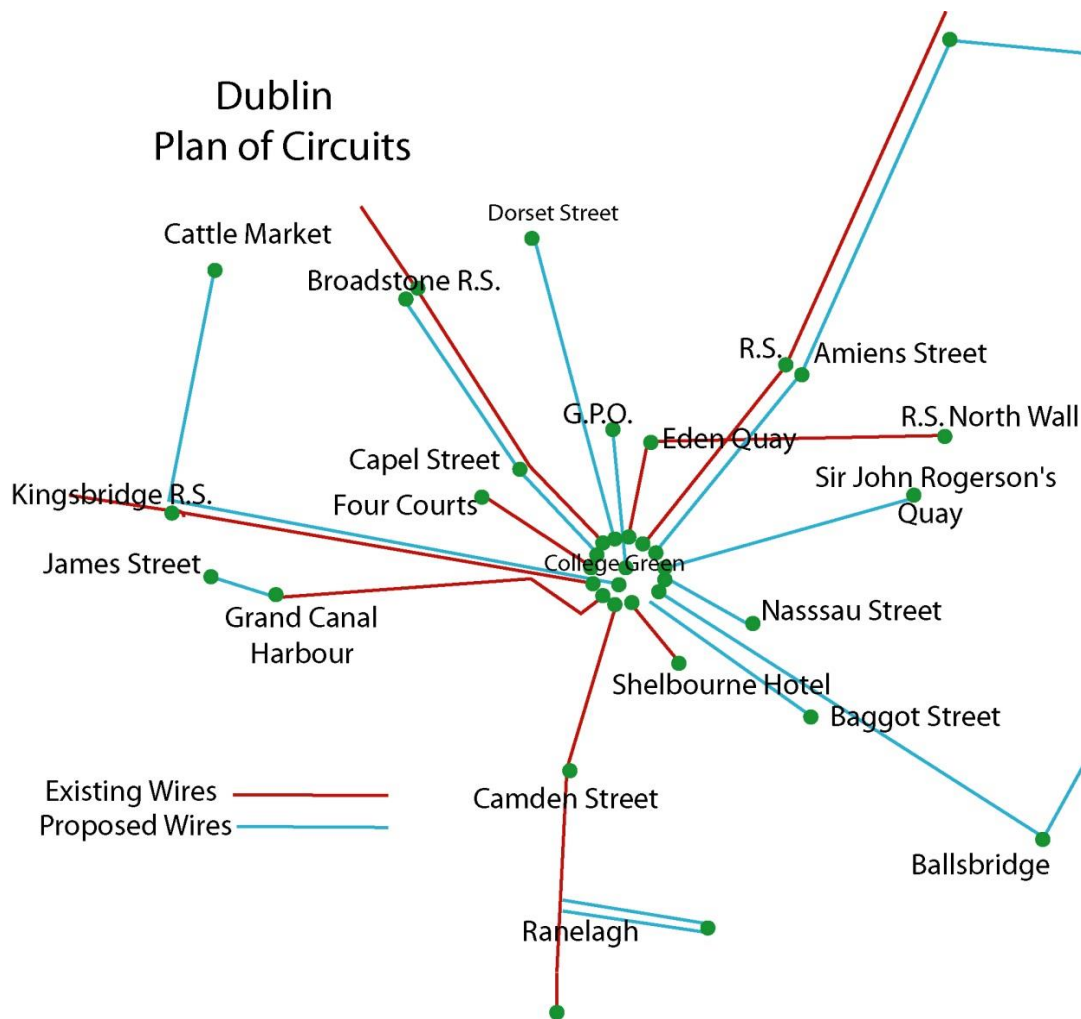 Dublin
Plan of Circuits
Dorset Street
Cattle Market
Broadstone R.S.
R.S.
Amiens Street
G.P.O.
Eden Quay
R.S. North Wall
Capel Street
Sir John Rogerson's
Quay
Kingsbridge R.S.
Four Courts
College Green
James Street
Grand Canal
Harbour
Nasssau Street
Shelbourne Hotel
Baggot Street
Existing Wires
Proposed Wires
Camden Street
Ballsbridge
Ranelagh